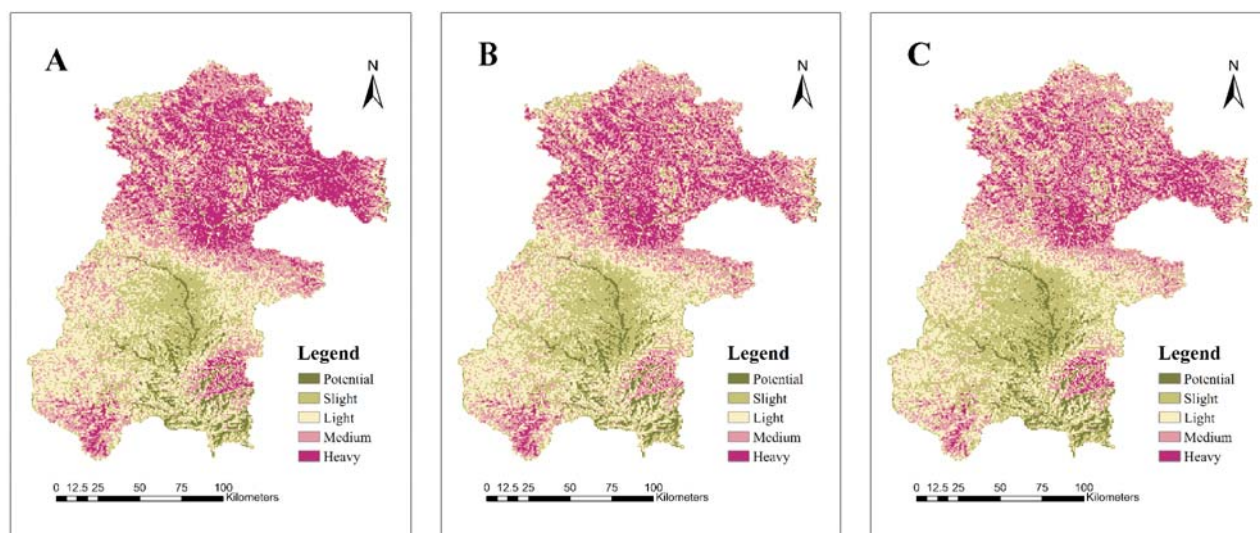 A
N
Legend
Potential
Slight
Light
Medium
Heavy
0 12.5 25 50 75 100
Kilometers
B
N
Legend
Potential
Slight
Light
Medium
Heavy
0 12.5 25 50 75 100
Kilometers
C
N
Legend
Potential
Slight
Light
Medium
Heavy
0 12.5 25 50 75 100
Kilometers